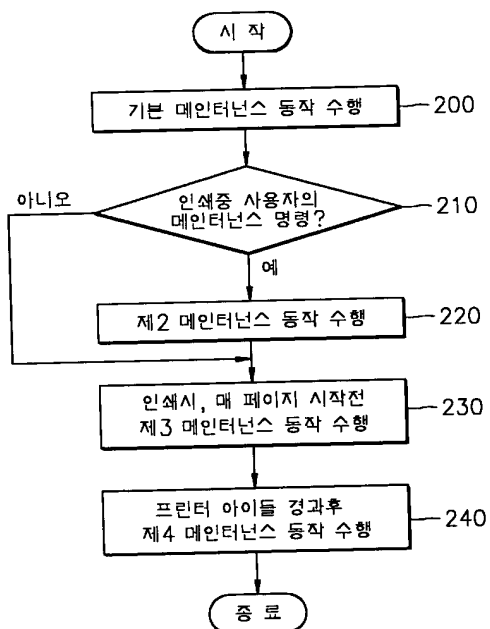 시 작
기본 메인터넌스 동작 수행
200
인쇄중 사용자의
메인터넌스 명령?
210
아니오
예
제2 메인터넌스 동작 수행
220
인쇄시, 매 페이지 시작전
제3 메인터넌스 동작 수행
230
프린터 아이들 경과후
제4 메인터넌스 동작 수행
240
종 료